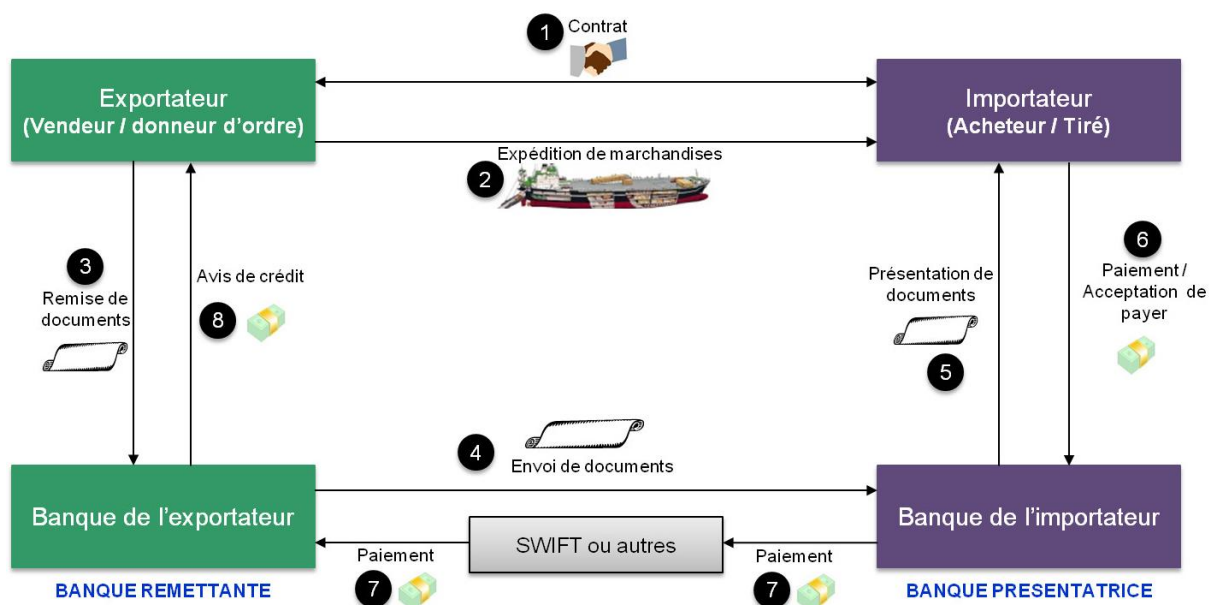 1
Contrat
Exportateur
(Vendeur / donneur d'ordre)
Importateur
(Acheteur / Tiré)
Expédition de marchandises
2
3
Remise de
documents
Avis de crédit
8
Présentation de
documents
5
6
Paiement /
Acceptation de
payer
4
Envoi de documents
Banque de l'exportateur
Banque de l'importateur
SWIFT ou autres
Paiement
7
Paiement
7
BANQUE REMETTANTE
BANQUE PRESENTATRICE